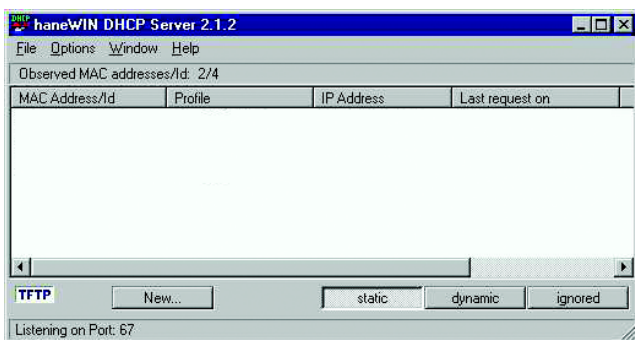 haneWIN DHCP Server 2.1.2
File Options Window Help
Observed MAC addresses/Id: 2/4
MAC Address/Id Profile IP Address Last request on
TFTP New... static dynamic ignored
Listening on Port: 67